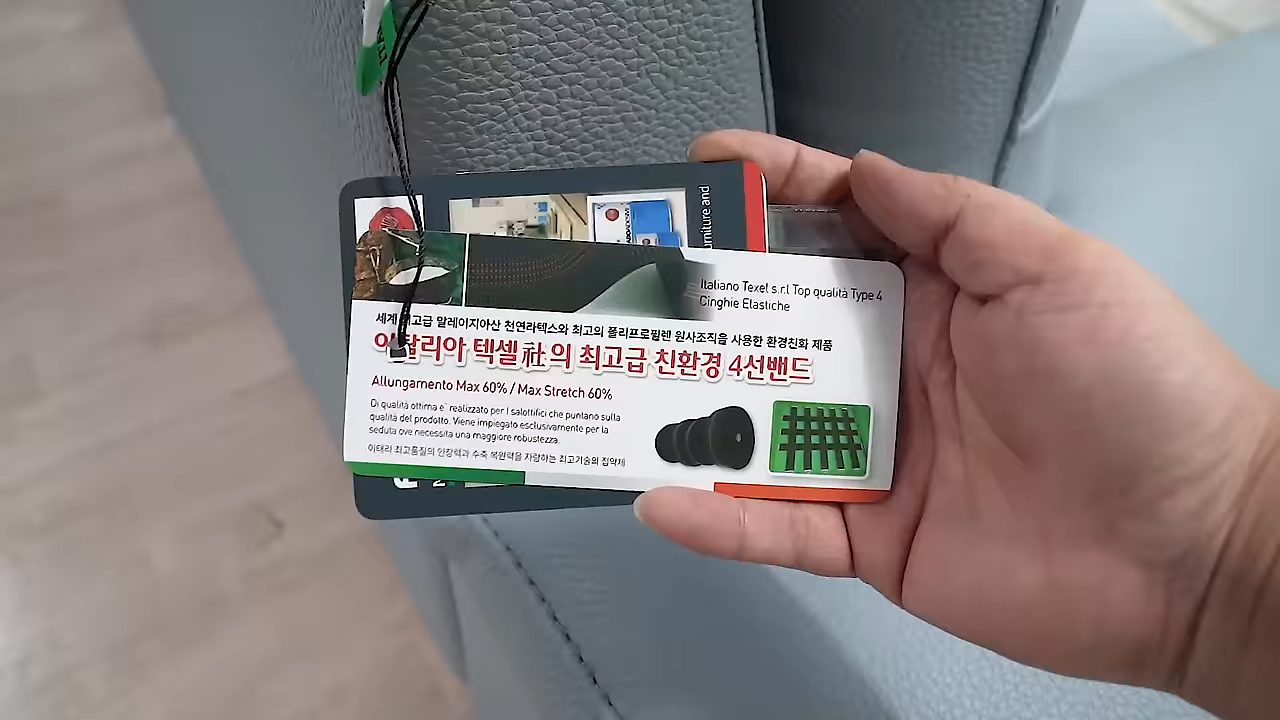 urniture and
Italiano Texel s.r.l Top qualità Type 4
Cinghie Elastiche
세계 최고급 말레이지아산 천연라텍스와 최고의 폴리프로필렌 원사조직을 사용한 환경친화 제품
이탈리아 텍셀社의 최고급 친환경 4선밴드
Allungamento Max 60% / Max Stretch 60%
Di qualità ottima e` realizzato per I salottifici che puntano sulla
qualità del prodotto. Viene impiegato esclusivamente per la
seduta ove necessita una maggiore robustezza.
이태리 최고품질의 인장력과 수축 복원력을 자랑하는 최고기술의 집약체